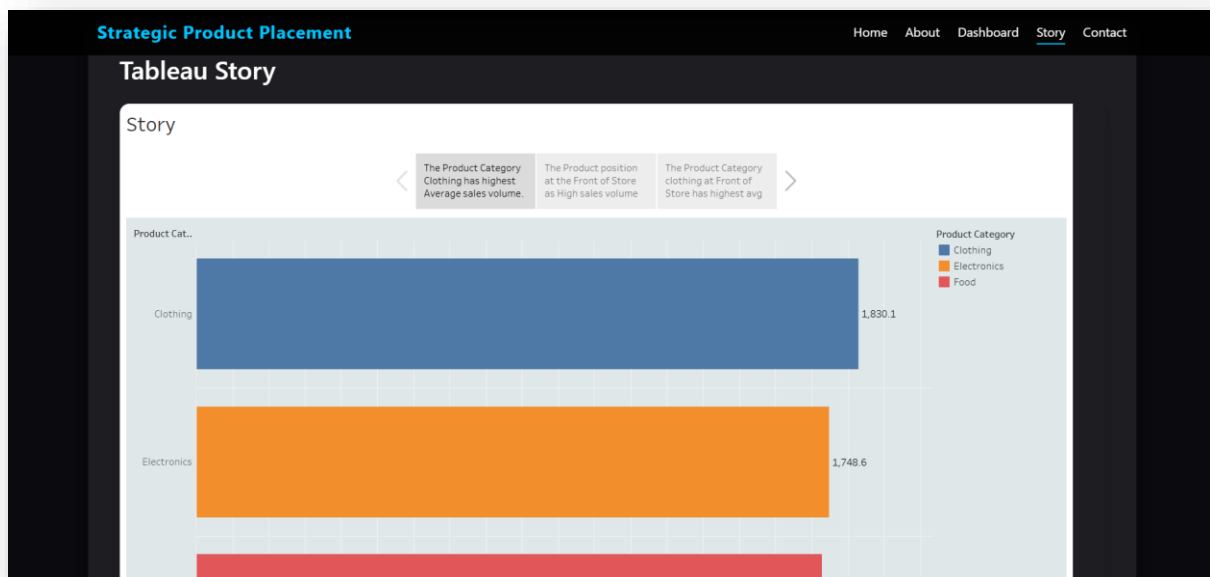 Strategic Product Placement
Home About Dashboard Story Contact
Tableau Story
Story
The Product Category
Clothing has highest
Average sales volume.
The Product position
at the Front of Store
as High sales volume
The Product Category
clothing at Front of
Store has highest avg
Product Cat..
Product Category
Clothing
Electronics
Food
Clothing
1,830.1
Electronics
1,748.6